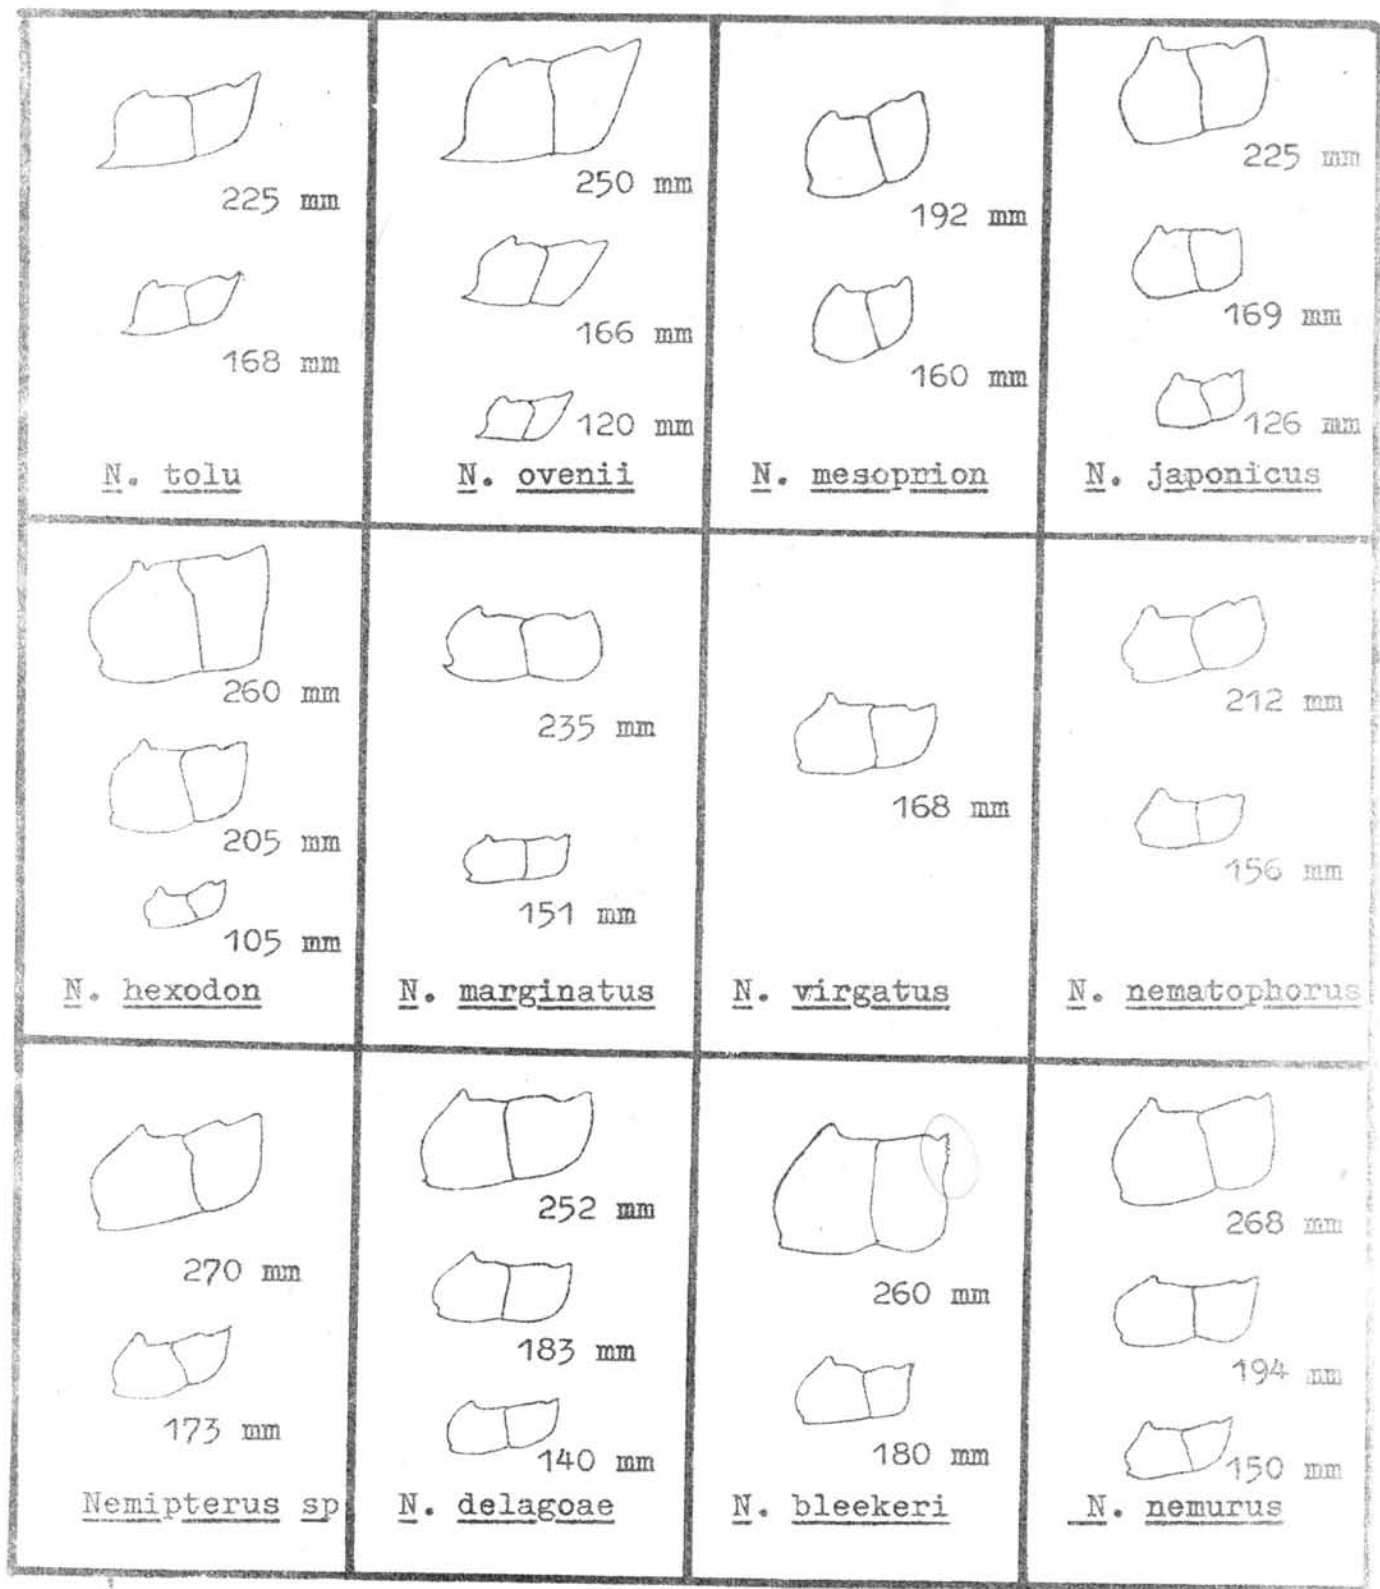 225 mm
168 mm
N. tolu
250 mm
166 mm
120 mm
N. ovenii
192 mm
160 mm
N. mesoprion
225 mm
169 mm
126 mm
N. japonicus
260 mm
205 mm
105 mm
N. hexodon
235 mm
151 mm
N. marginatus
168 mm
N. virgatus
212 mm
156 mm
N. nematophorus
270 mm
173 mm
Nemipterus sp
252 mm
183 mm
140 mm
N. delagoae
260 mm
180 mm
N. bleekeri
268 mm
194 mm
150 mm
N. nemurus